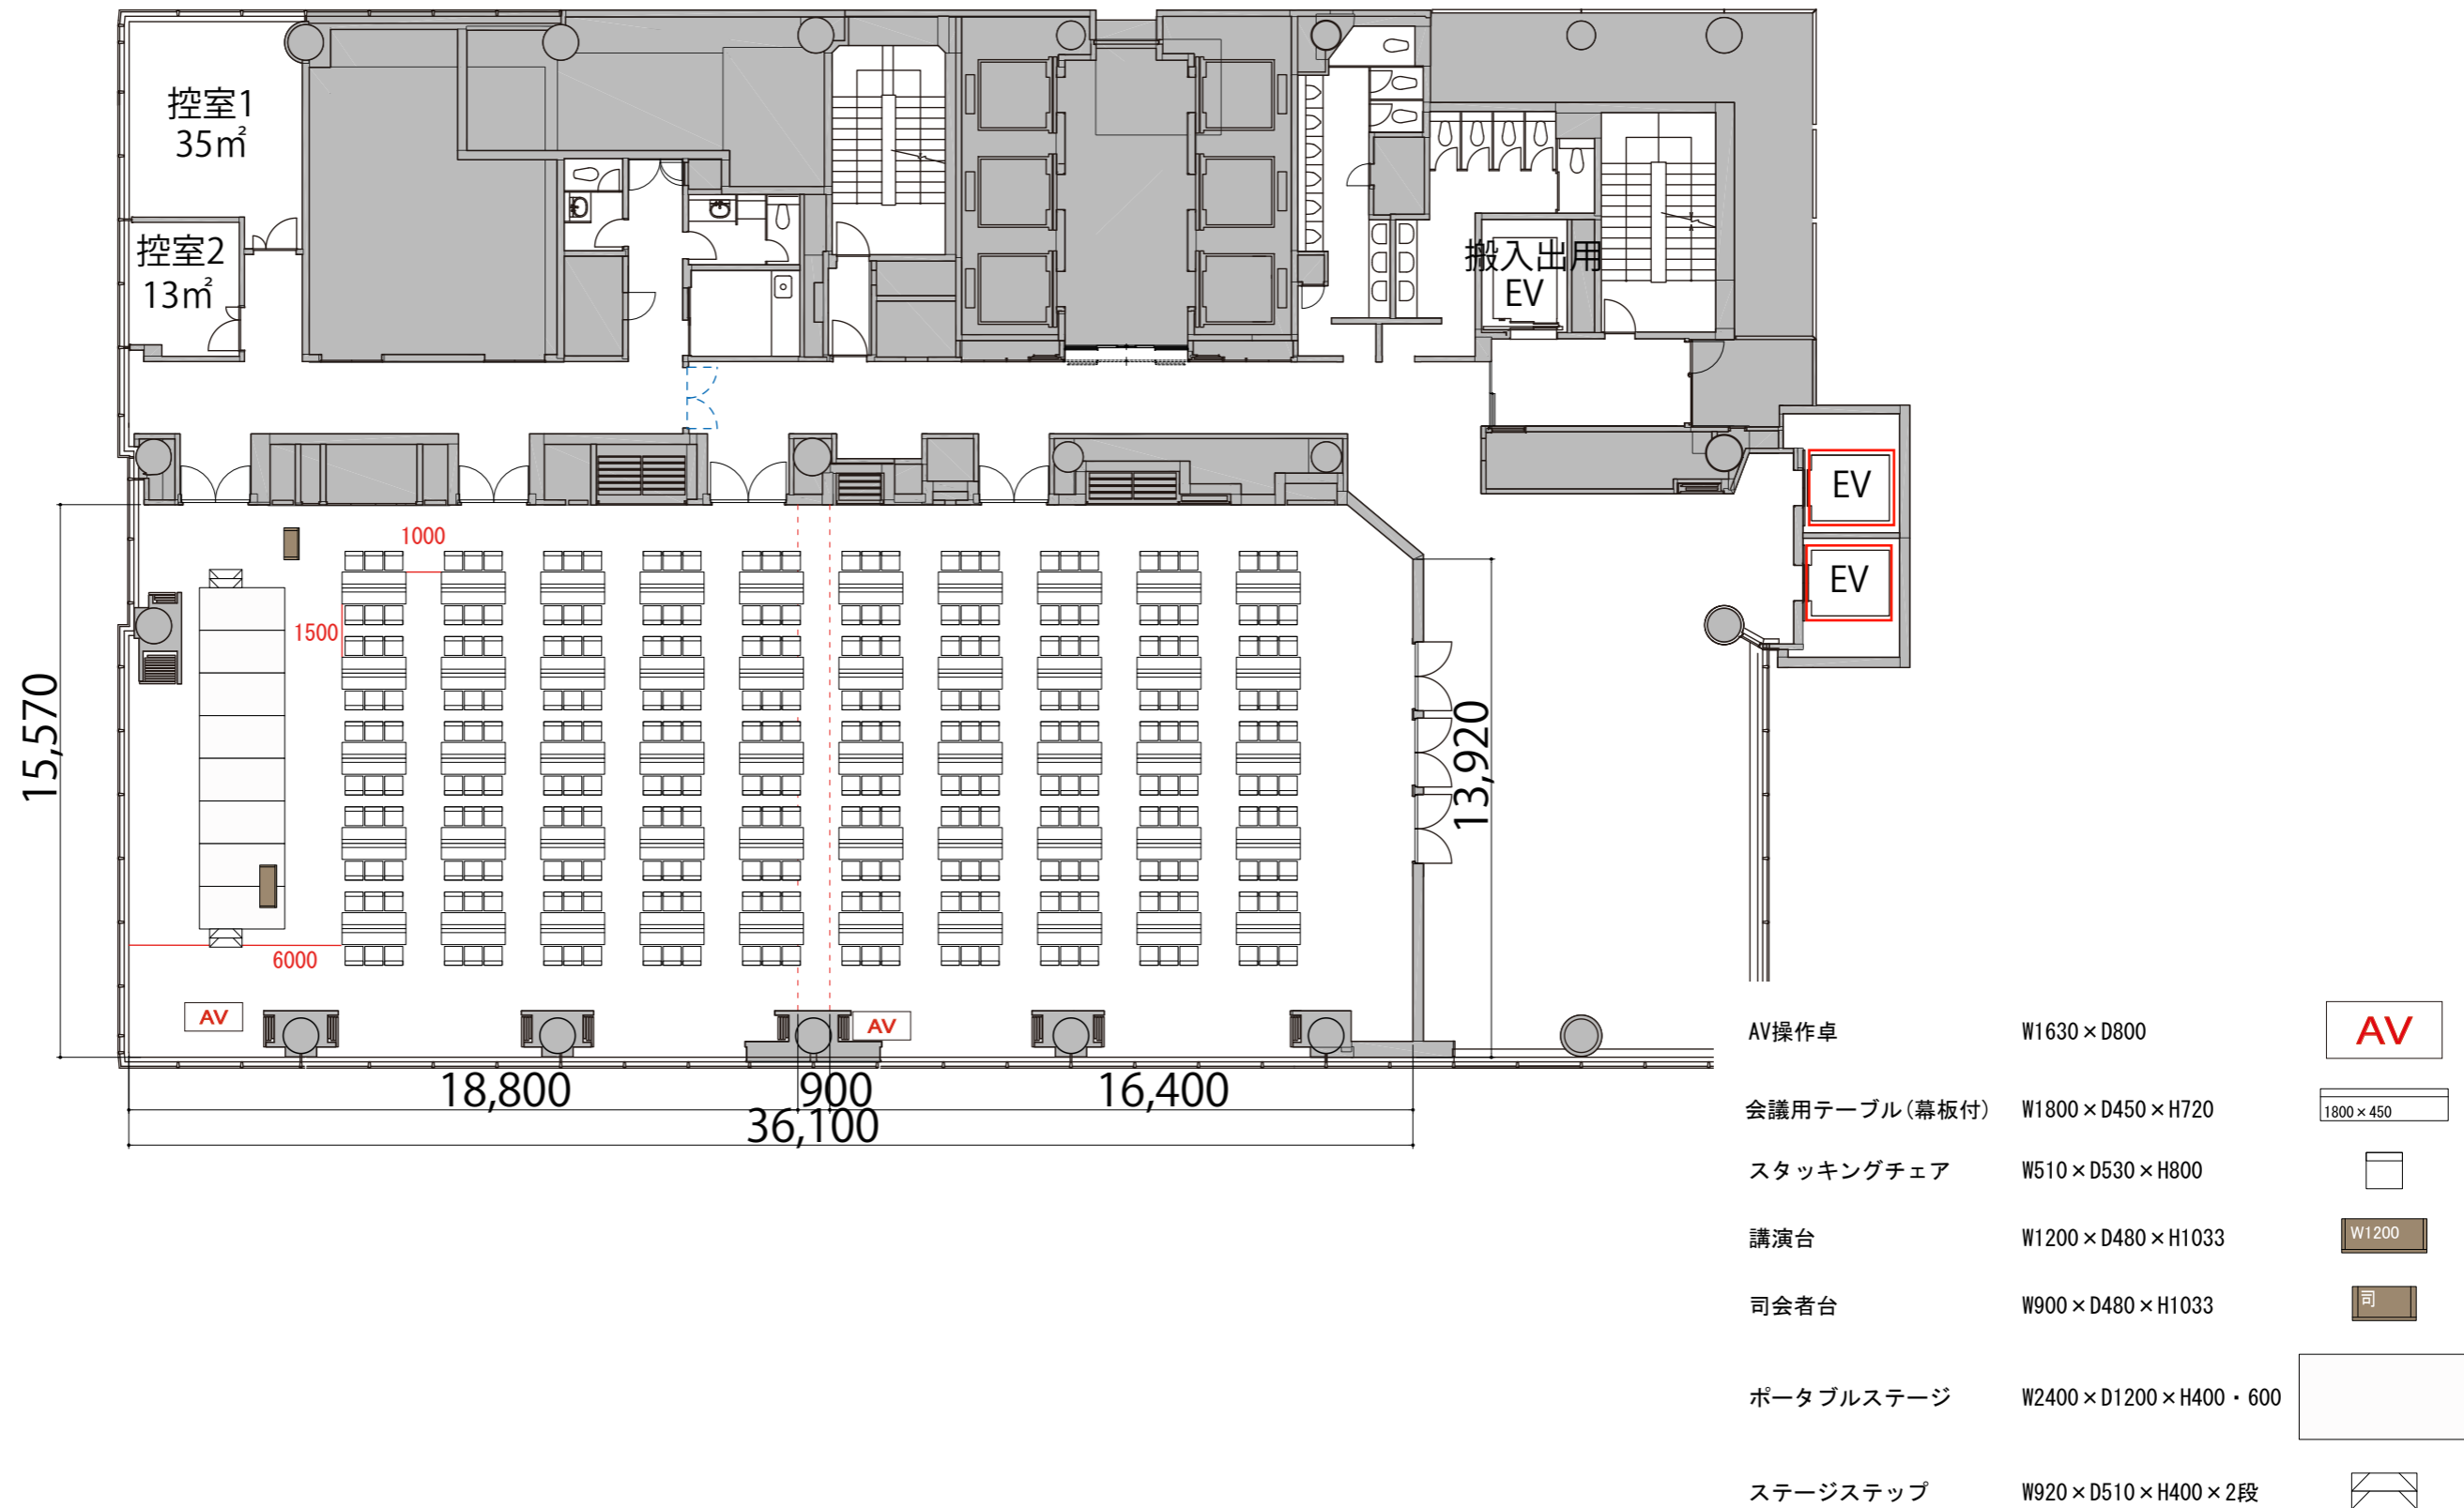 控室1
35㎡
控室2
13㎡
搬入出用
EV
EV
EV
1000
1500
6000
15,570
13,920
AV
AV
18,800
900
16,400
36,100
AV操作卓 W1630×D800 AV
会議用テーブル(幕板付) W1800×D450×H720 1800×450
スタッキングチェア W510×D530×H800
講演台 W1200×D480×H1033 W1200
司会者台 W900×D480×H1033 司
ポータブルステージ W2400×D1200×H400・600
ステージステップ W920×D510×H400×2段